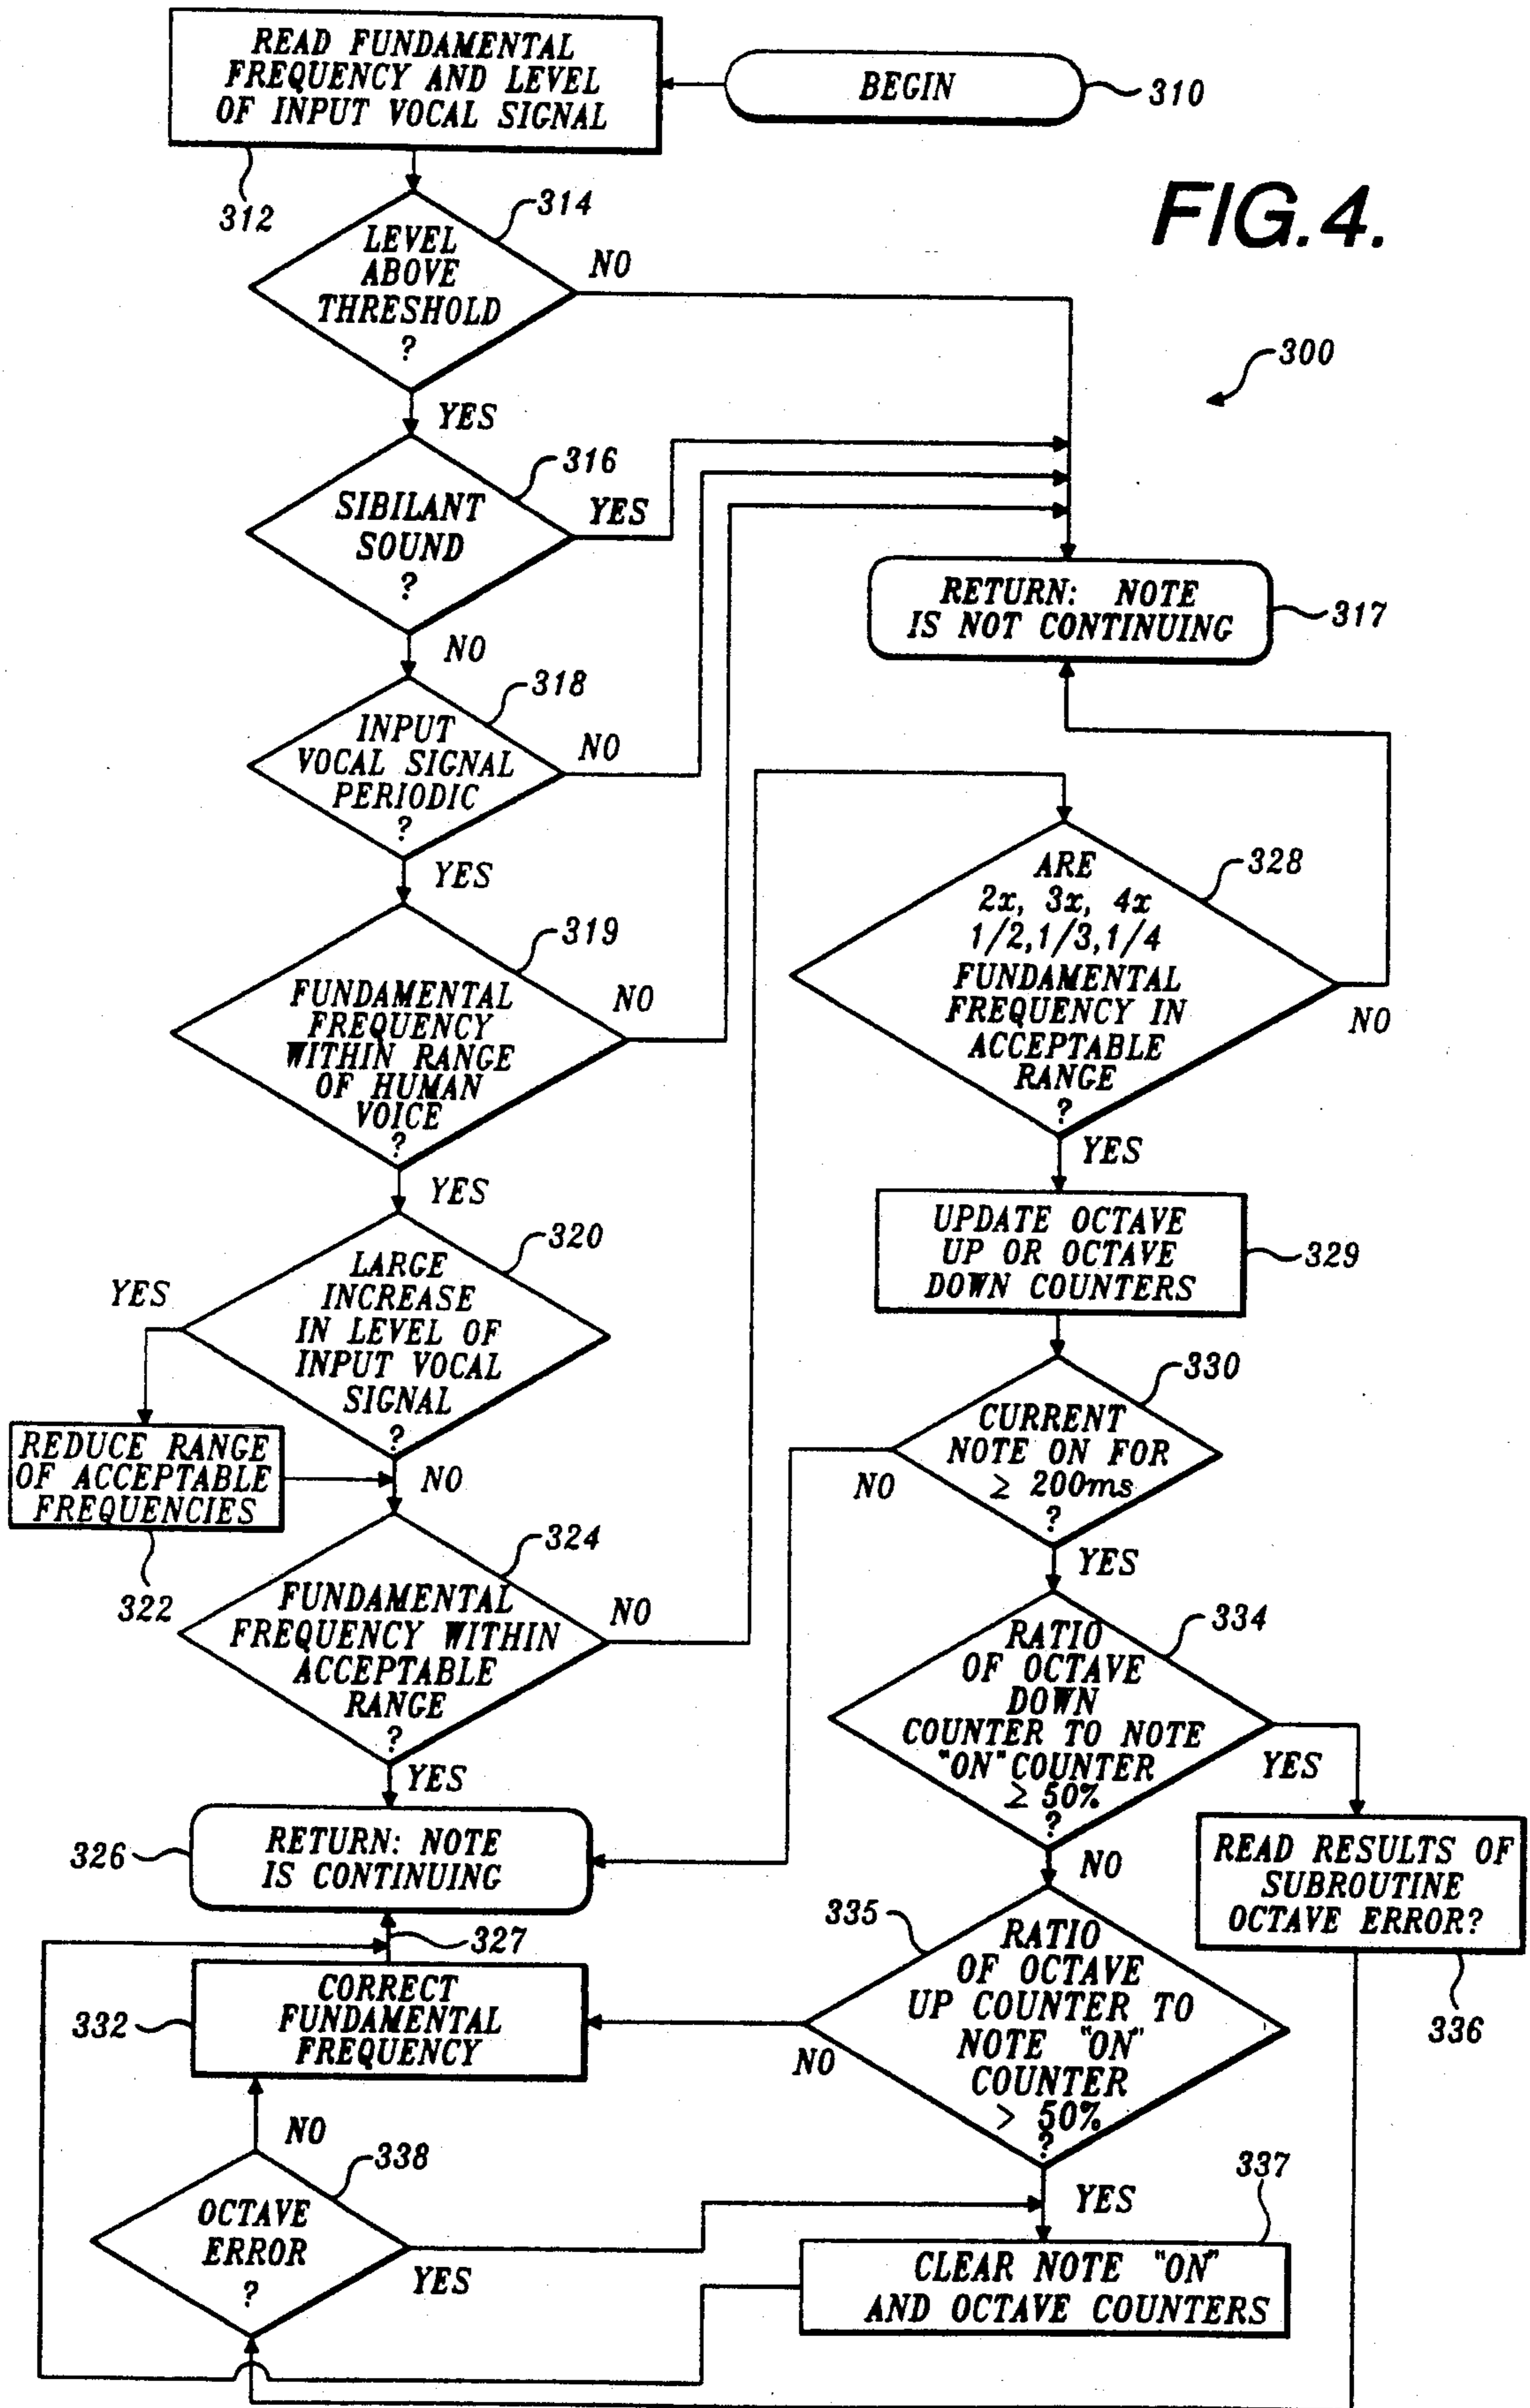 READ FUNDAMENTAL
FREQUENCY AND LEVEL
OF INPUT VOCAL SIGNAL
BEGIN
310
312
FIG.4.
314
LEVEL
ABOVE
THRESHOLD
?
NO
300
YES
316
SIBILANT
SOUND
?
YES
RETURN: NOTE
IS NOT CONTINUING
317
NO
318
INPUT
VOCAL SIGNAL
PERIODIC
?
NO
YES
319
FUNDAMENTAL
FREQUENCY
WITHIN RANGE
OF HUMAN
VOICE
?
NO
328
ARE
2x, 3x, 4x
1/2,1/3,1/4
FUNDAMENTAL
FREQUENCY IN
ACCEPTABLE
RANGE
?
NO
YES
YES
320
LARGE
INCREASE
IN LEVEL OF
INPUT VOCAL
SIGNAL
?
YES
UPDATE OCTAVE
UP OR OCTAVE
DOWN COUNTERS
329
REDUCE RANGE
OF ACCEPTABLE
FREQUENCIES
322
NO
330
CURRENT
NOTE ON FOR
≥ 200ms
?
NO
YES
324
FUNDAMENTAL
FREQUENCY WITHIN
ACCEPTABLE
RANGE
?
NO
YES
334
RATIO
OF OCTAVE
DOWN
COUNTER TO NOTE
"ON" COUNTER
≥ 50%
?
YES
NO
326
RETURN: NOTE
IS CONTINUING
READ RESULTS OF
SUBROUTINE
OCTAVE ERROR?
336
327
332
CORRECT
FUNDAMENTAL
FREQUENCY
335
RATIO
OF OCTAVE
UP COUNTER TO
NOTE "ON"
COUNTER
> 50%
?
NO
YES
NO
338
OCTAVE
ERROR
?
YES
337
CLEAR NOTE "ON"
AND OCTAVE COUNTERS